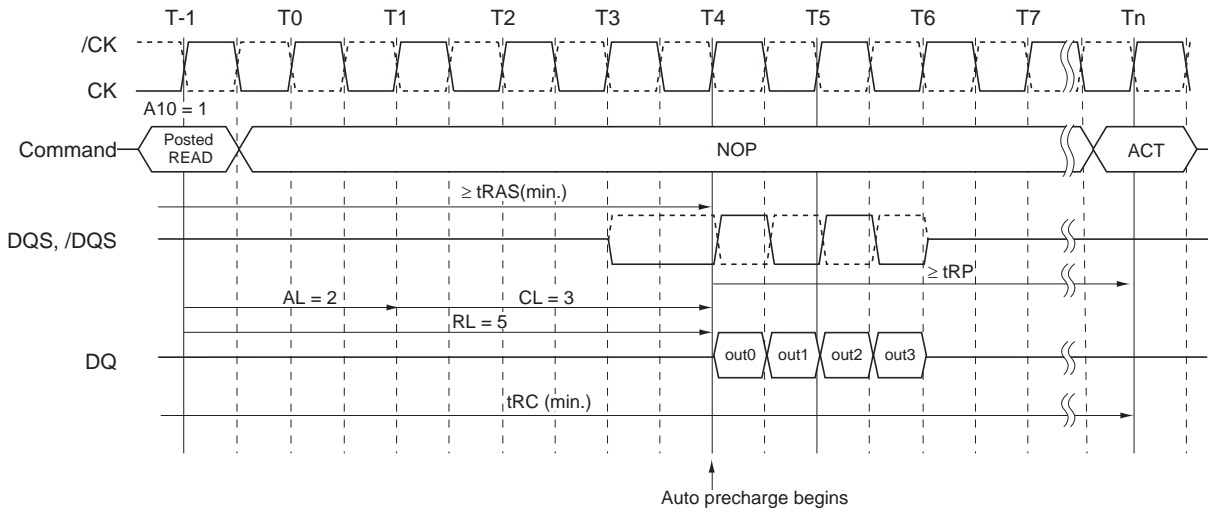 T-1 T0 T1 T2 T3 T4 T5 T6 T7 Tn
/CK
CK
A10 = 1
Command
Posted
READ
NOP
ACT
≥ tRAS(min.)
DQS, /DQS
≥ tRP
AL = 2
CL = 3
RL = 5
DQ
out0 out1 out2 out3
tRC (min.)
Auto precharge begins